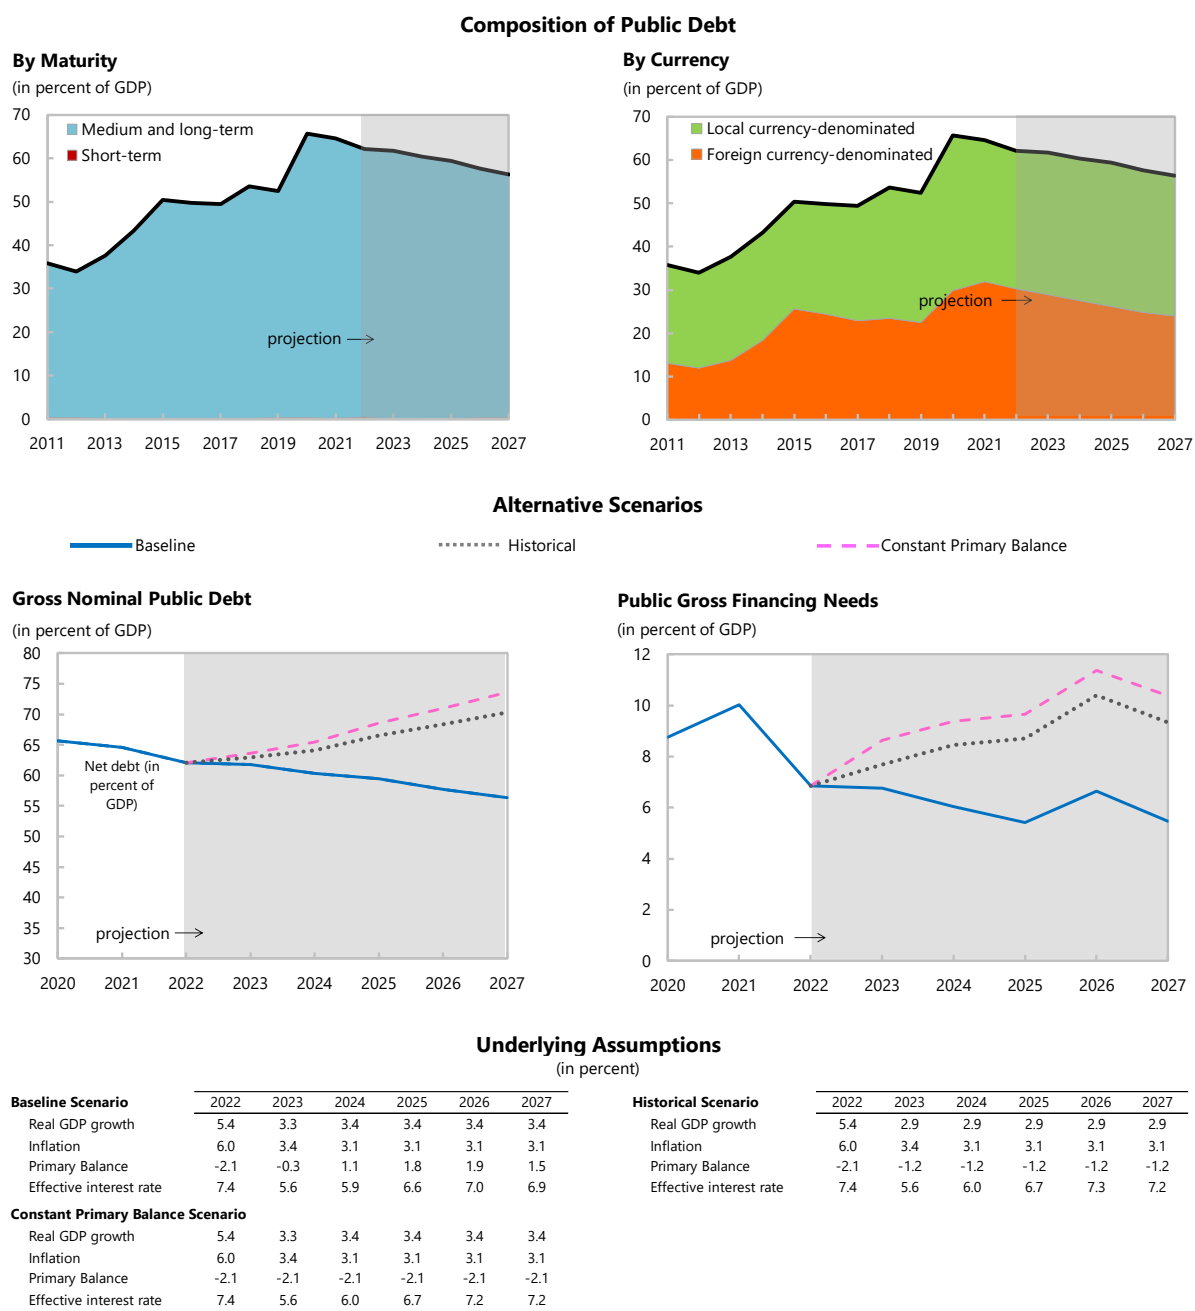 Composition of Public Debt
By Maturity
(in percent of GDP)
70
60
50
40
30
20
10
0
Medium and long-term
Short-term
projection
2011 2013 2015 2017 2019 2021 2023 2025 2027
By Currency
(in percent of GDP)
70
60
50
40
30
20
10
0
Local currency-denominated
Foreign currency-denominated
projection
2011 2013 2015 2017 2019 2021 2023 2025 2027
Alternative Scenarios
Baseline Historical Constant Primary Balance
Gross Nominal Public Debt
(in percent of GDP)
80
75
70
65
60
55
50
45
40
35
30
Net debt (in
percent of
GDP)
projection
2020 2021 2022 2023 2024 2025 2026 2027
Public Gross Financing Needs
(in percent of GDP)
12
10
8
6
4
2
0
projection
2020 2021 2022 2023 2024 2025 2026 2027
Underlying Assumptions
(in percent)
Baseline Scenario 2022 2023 2024 2025 2026 2027
Real GDP growth 5.4 3.3 3.4 3.4 3.4 3.4
Inflation 6.0 3.4 3.1 3.1 3.1 3.1
Primary Balance -2.1 -0.3 1.1 1.8 1.9 1.5
Effective interest rate 7.4 5.6 5.9 6.6 7.0 6.9
Constant Primary Balance Scenario
Real GDP growth 5.4 3.3 3.4 3.4 3.4 3.4
Inflation 6.0 3.4 3.1 3.1 3.1 3.1
Primary Balance -2.1 -2.1 -2.1 -2.1 -2.1 -2.1
Effective interest rate 7.4 5.6 6.0 6.7 7.2 7.2
Historical Scenario 2022 2023 2024 2025 2026 2027
Real GDP growth 5.4 2.9 2.9 2.9 2.9 2.9
Inflation 6.0 3.4 3.1 3.1 3.1 3.1
Primary Balance -2.1 -1.2 -1.2 -1.2 -1.2 -1.2
Effective interest rate 7.4 5.6 6.0 6.7 7.3 7.2